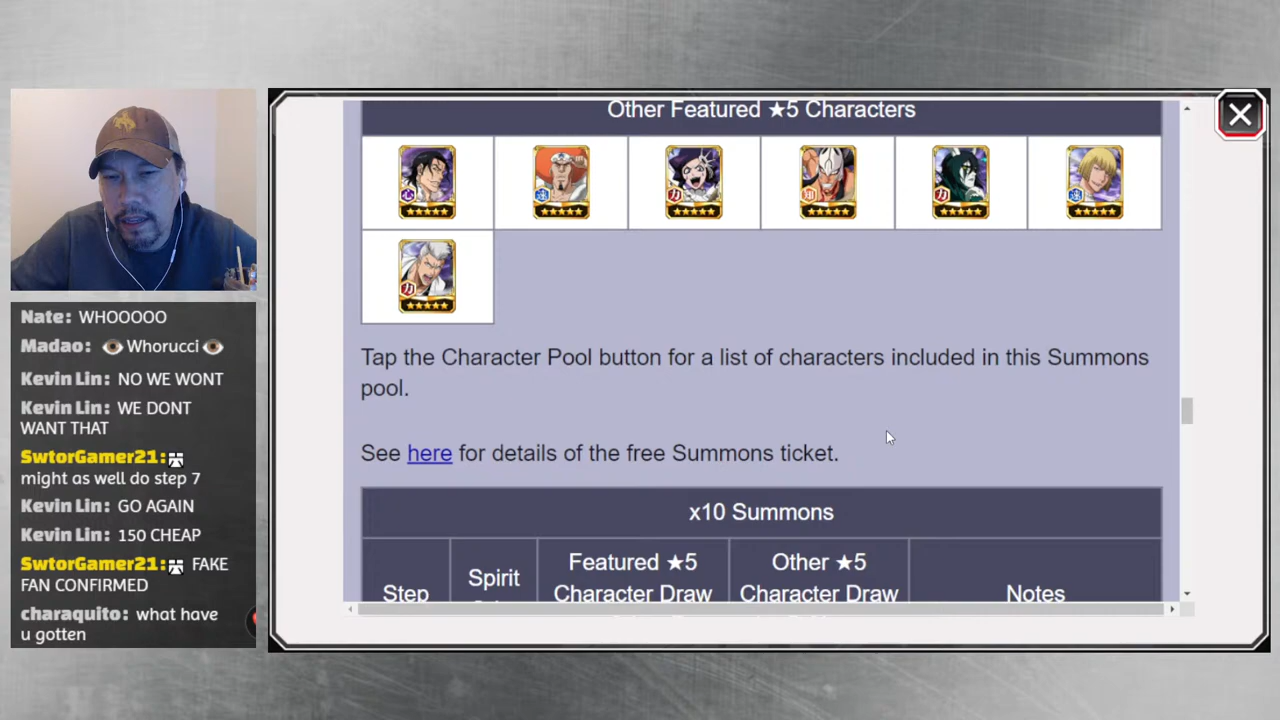 Other Featured ★5 Characters
Tap the Character Pool button for a list of characters included in this Summons
pool.
See here for details of the free Summons ticket.
x10 Summons
Step
Spirit
Featured ★5
Character Draw
Other ★5
Character Draw
Notes
Nate: WHOOOOO
Madao: 👁Whorucci👁
Kevin Lin: NO WE WONT
Kevin Lin: WE DONT
WANT THAT
SwtorGamer21:
might as well do step 7
Kevin Lin: GO AGAIN
Kevin Lin: 150 CHEAP
SwtorGamer21: FAKE
FAN CONFIRMED
charaquito: what have
u gotten